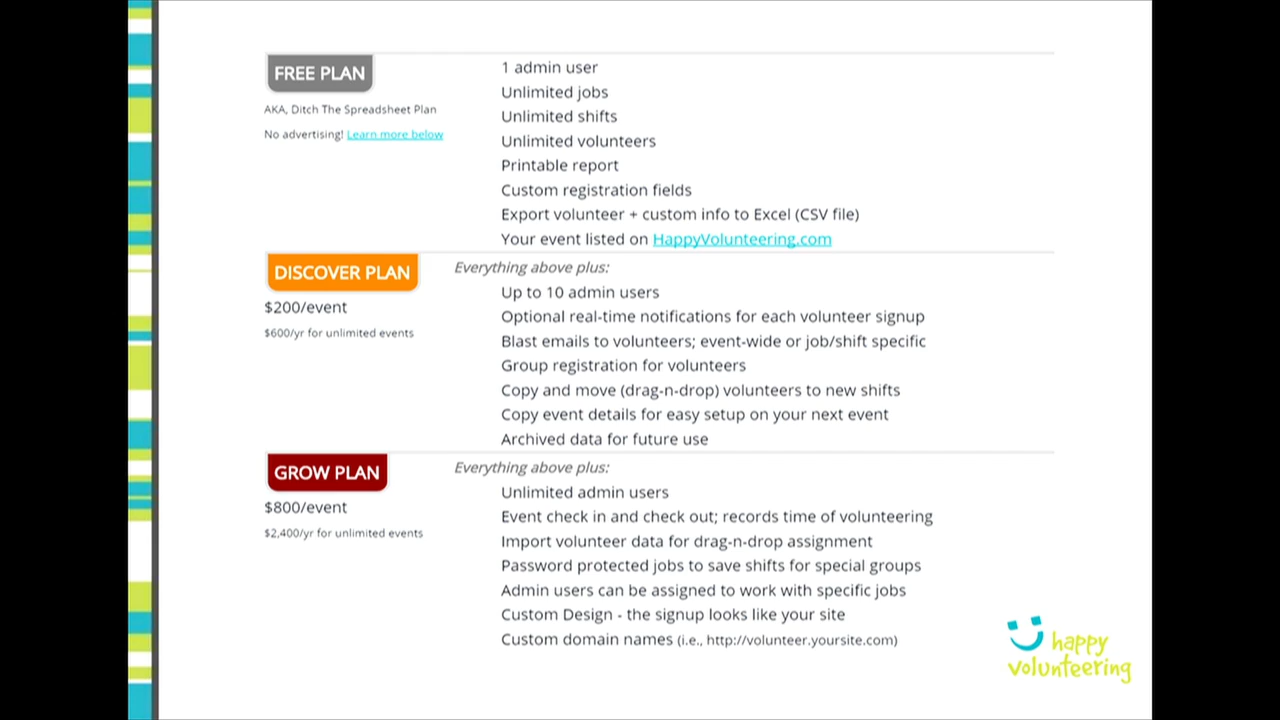 FREE PLAN
AKA, Ditch The Spreadsheet Plan
No advertising! Learn more below
1 admin user
Unlimited jobs
Unlimited shifts
Unlimited volunteers
Printable report
Custom registration fields
Export volunteer + custom info to Excel (CSV file)
Your event listed on HappyVolunteering.com
DISCOVER PLAN
$200/event
$600/yr for unlimited events
Everything above plus:
Up to 10 admin users
Optional real-time notifications for each volunteer signup
Blast emails to volunteers; event-wide or job/shift specific
Group registration for volunteers
Copy and move (drag-n-drop) volunteers to new shifts
Copy event details for easy setup on your next event
Archived data for future use
GROW PLAN
$800/event
$2,400/yr for unlimited events
Everything above plus:
Unlimited admin users
Event check in and check out; records time of volunteering
Import volunteer data for drag-n-drop assignment
Password protected jobs to save shifts for special groups
Admin users can be assigned to work with specific jobs
Custom Design - the signup looks like your site
Custom domain names (i.e., http://volunteer.yoursite.com)
happy
volunteering